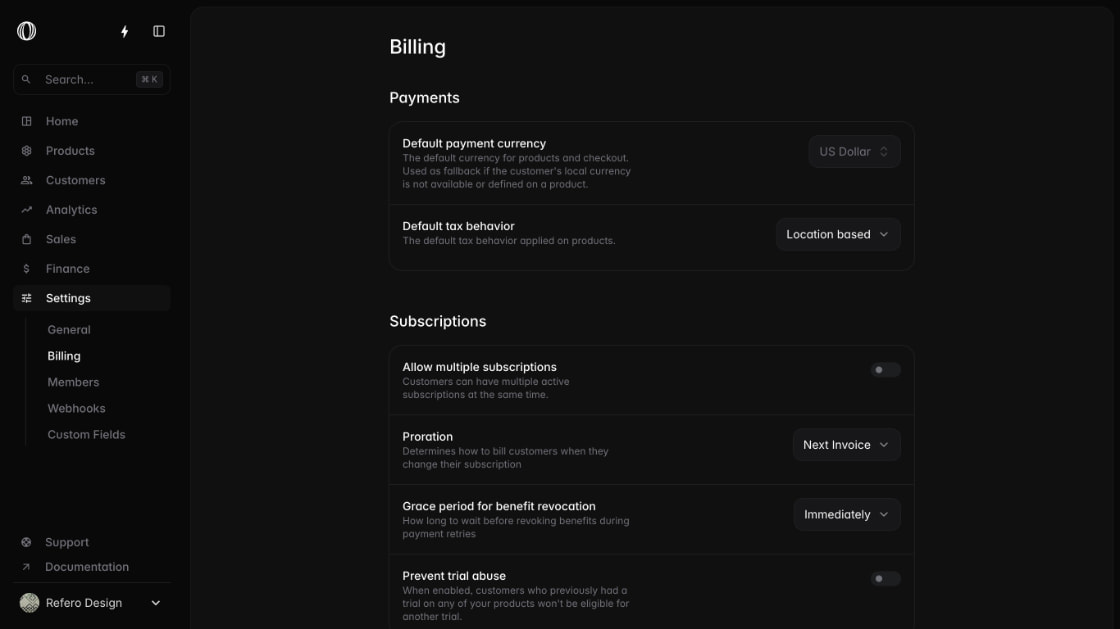 Search...
⌘ K
Home
Products
Customers
Analytics
Sales
Finance
Settings
General
Billing
Members
Webhooks
Custom Fields
Support
Documentation
Refero Design
Billing
Payments
Default payment currency
The default currency for products and checkout.
Used as fallback if the customer's local currency
is not available or defined on a product.
US Dollar
Default tax behavior
The default tax behavior applied on products.
Location based
Subscriptions
Allow multiple subscriptions
Customers can have multiple active
subscriptions at the same time.
Proration
Determines how to bill customers when they
change their subscription
Next Invoice
Grace period for benefit revocation
How long to wait before revoking benefits during
payment retries
Immediately
Prevent trial abuse
When enabled, customers who previously had a
trial on any of your products won't be eligible for
another trial.